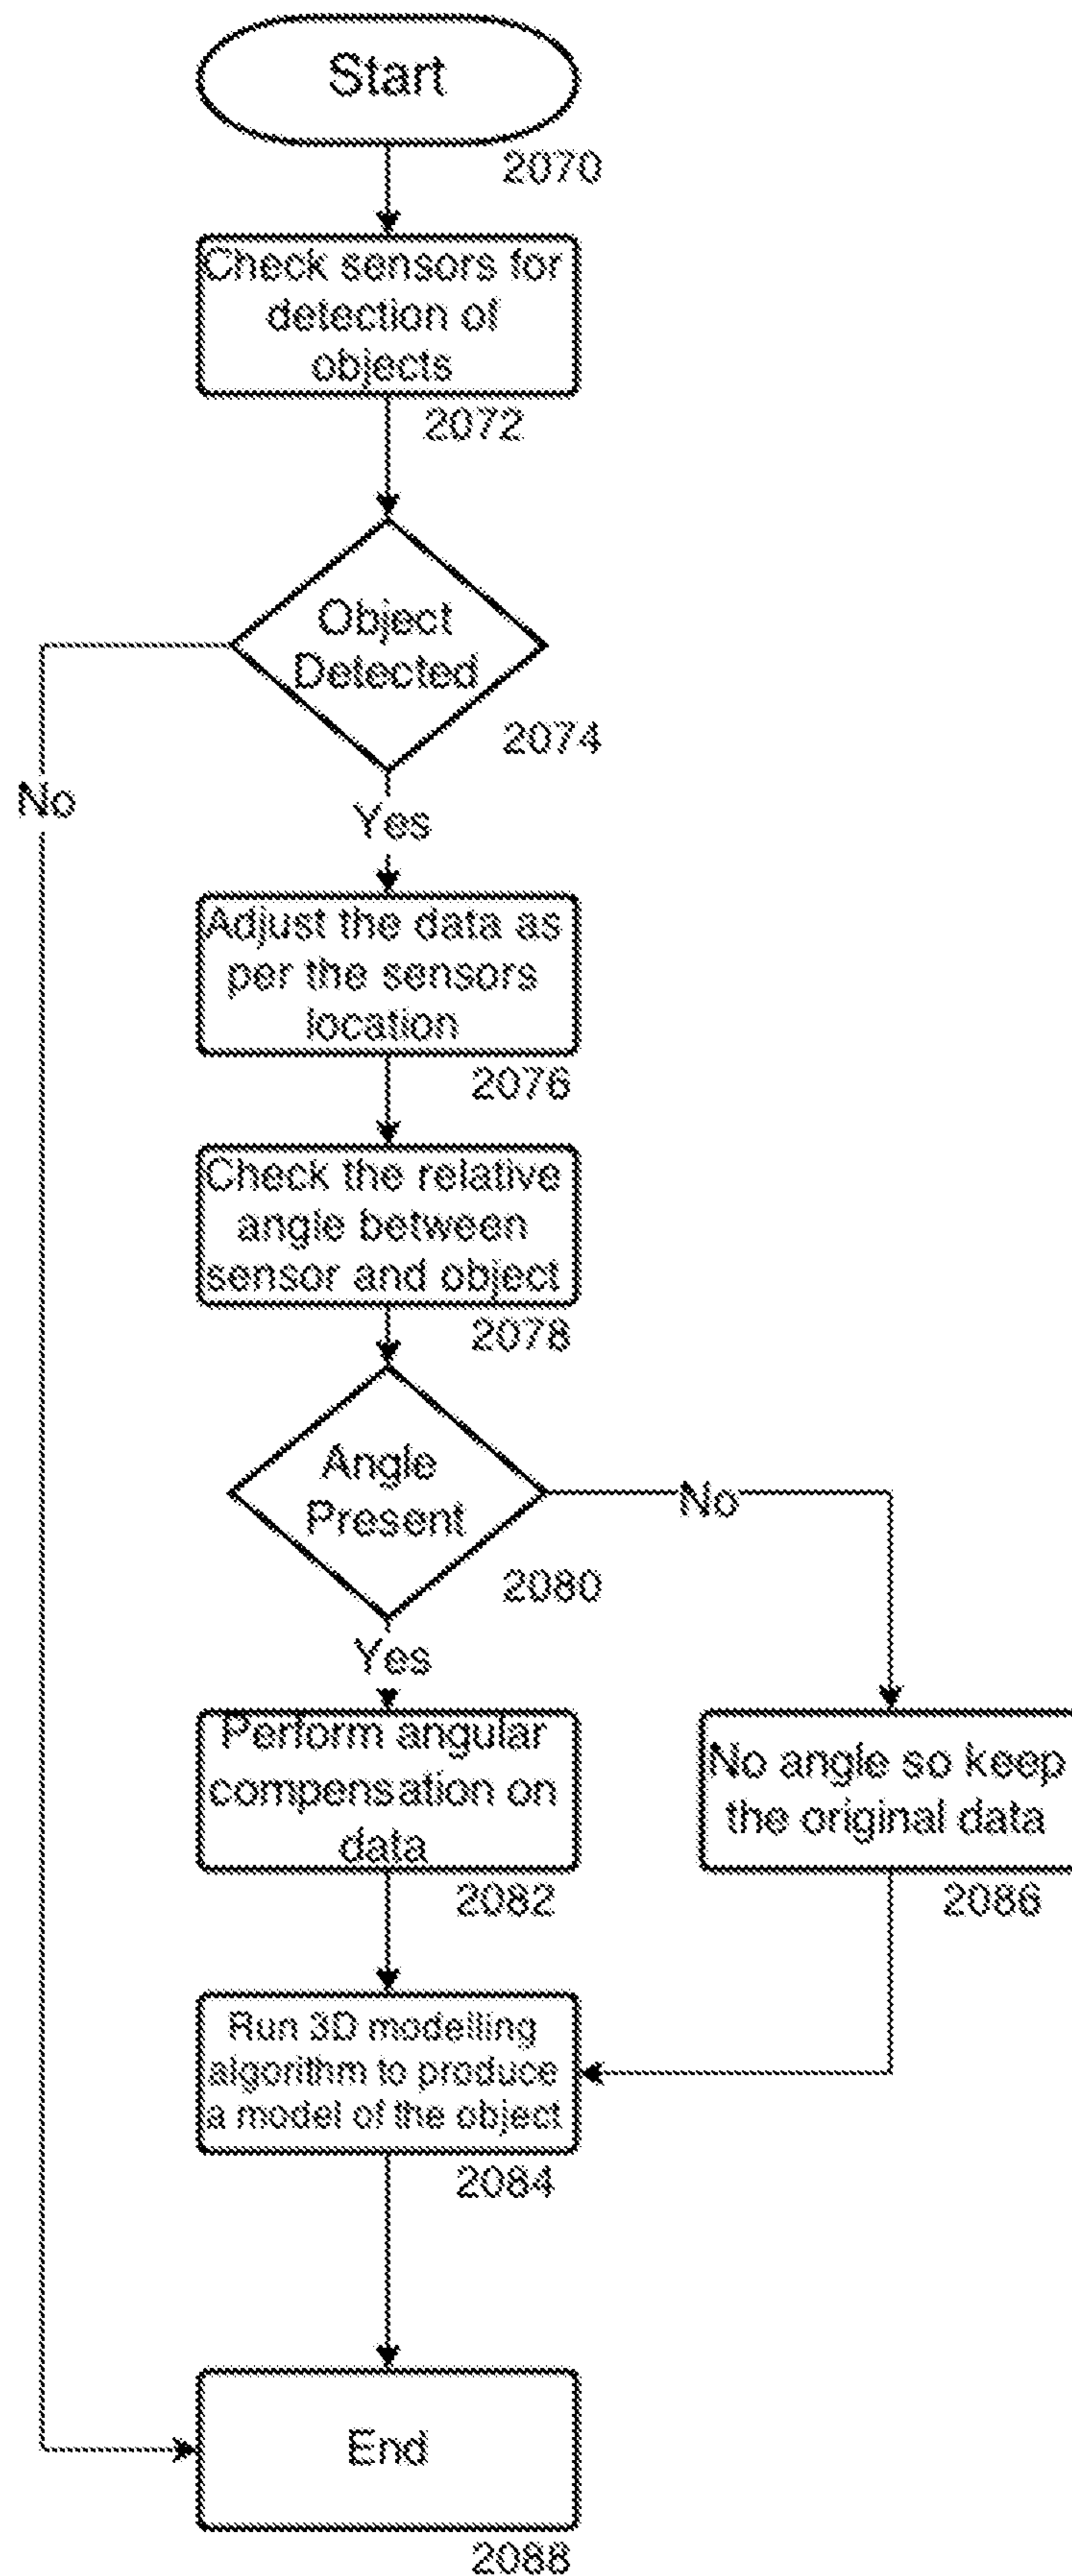 Start
2070
Check sensors for
detection of
objects
2072
Object
Detected
2074
No
Yes
Adjust the data as
per the sensors
location
2076
Check the relative
angle between
sensor and object
2078
Angle
Present
No
2080
Yes
Perform angular
compensation on
data
2082
No angle so keep
the original data
2086
Run 3D modelling
algorithm to produce
a model of the object
2084
End
2088